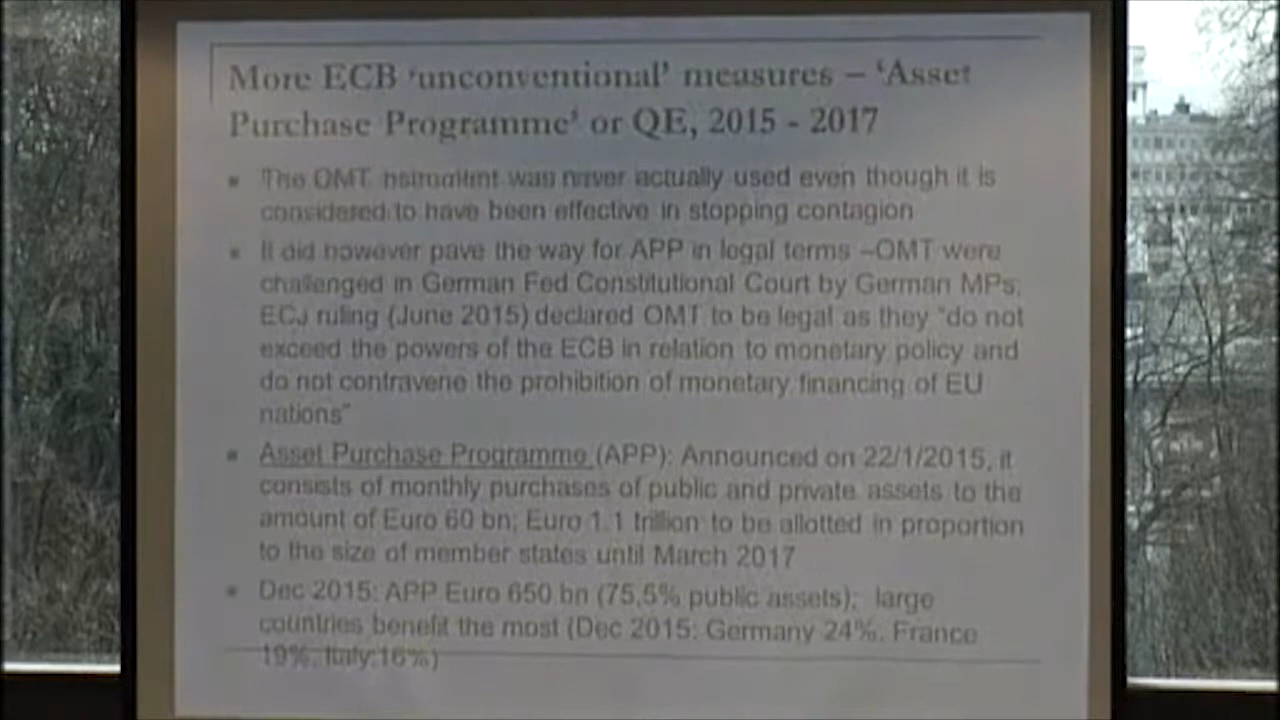 More ECB ‘unconventional’ measures – ‘Asset
Purchase Programme’ or QE, 2015 - 2017
The OMT was never actually used even though it is
considered to have been effective in stopping contagion
It did however pave the way for APP in legal terms –OMT were
challenged in German Fed Constitutional Court by German MPs;
ECJ ruling (June 2015) declared OMT to be legal as they “do not
exceed the powers of the ECB in relation to monetary policy and
do not contravene the prohibition of monetary financing of EU
nations”
Asset Purchase Programme (APP): Announced on 22/1/2015, it
consists of monthly purchases of public and private assets to the
amount of Euro 60 bn; Euro 1.1 trillion to be allotted in proportion
to the size of member states until March 2017
Dec 2015: APP Euro 650 bn (75,5% public assets); large
countries benefit the most (Dec 2015: Germany 24%, France
19%, Italy 16%)